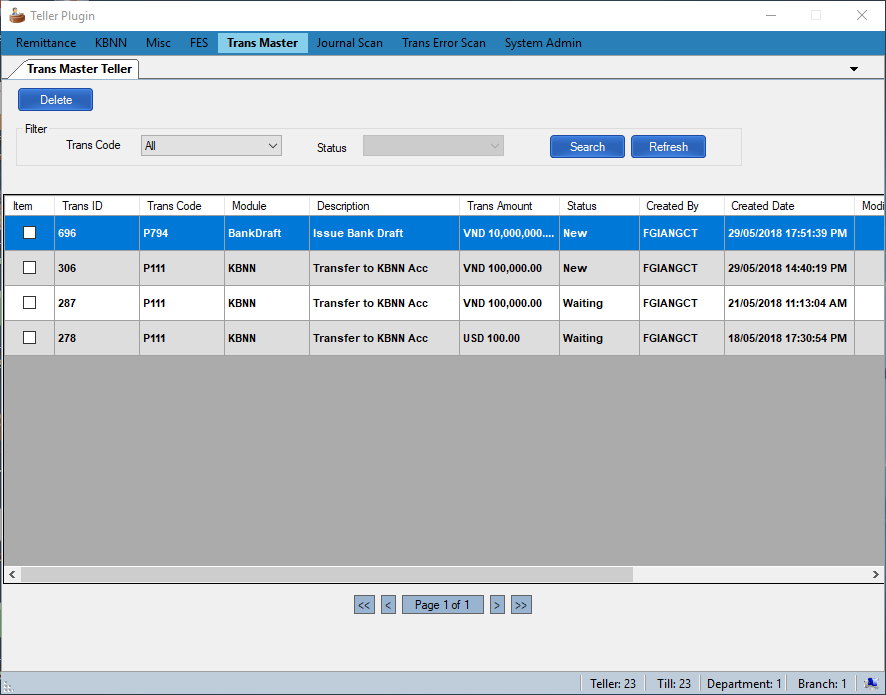 Teller Plugin
Remittance KBNN Misc FES Trans Master Journal Scan Trans Error Scan System Admin
Trans Master Teller
Delete
Filter
Trans Code All Status Search Refresh
Item Trans ID Trans Code Module Description Trans Amount Status Created By Created Date Modi
696 P794 BankDraft Issue Bank Draft VND 10,000,000.... New FGIANGCT 29/05/2018 17:51:39 PM
306 P111 KBNN Transfer to KBNN Acc VND 100,000.00 New FGIANGCT 29/05/2018 14:40:19 PM
287 P111 KBNN Transfer to KBNN Acc VND 100,000.00 Waiting FGIANGCT 21/05/2018 11:13:04 AM
278 P111 KBNN Transfer to KBNN Acc USD 100.00 Waiting FGIANGCT 18/05/2018 17:30:54 PM
<< < Page 1 of 1 > >>
Teller: 23 Till: 23 Department: 1 Branch: 1